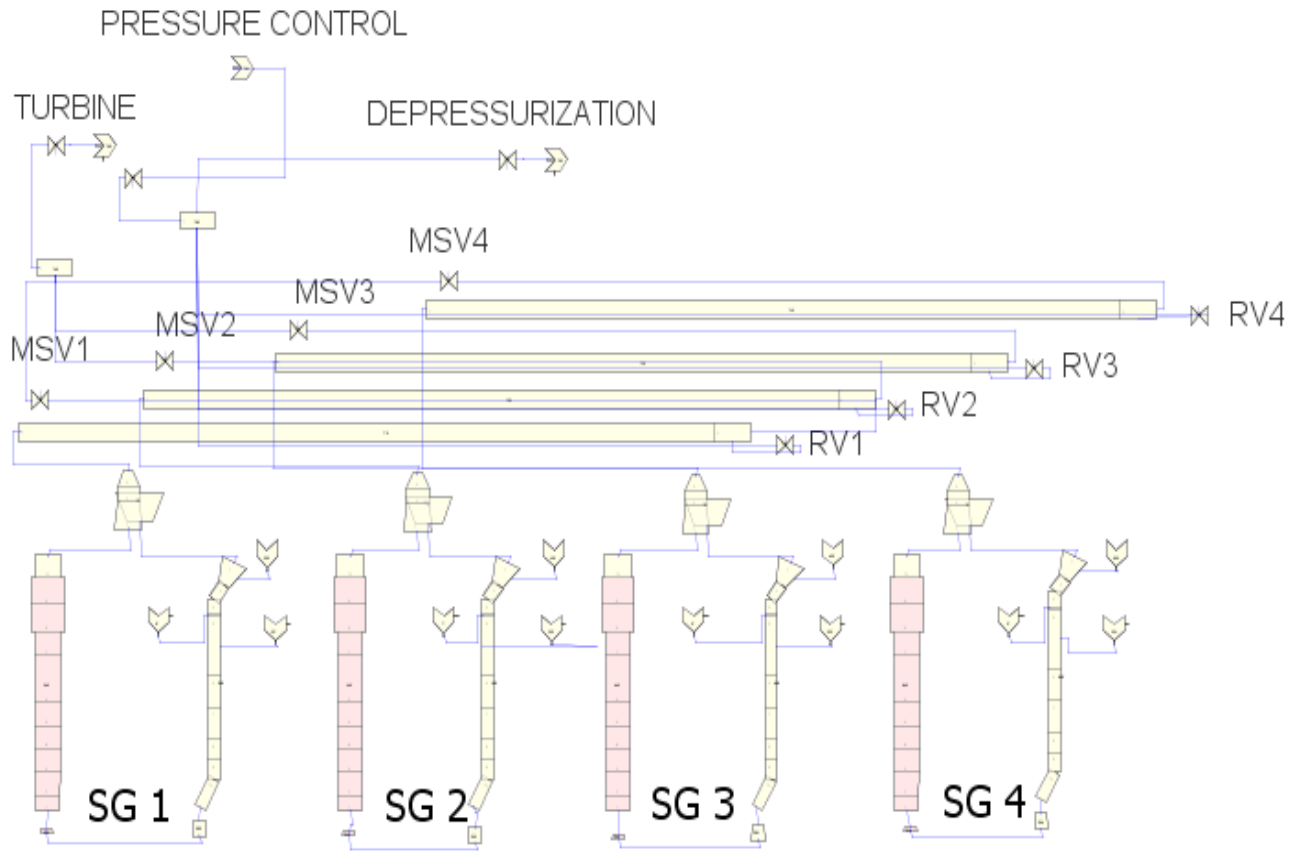 PRESSURE CONTROL
TURBINE
DEPRESSURIZATION
MSV4
MSV3
MSV2
MSV1
RV4
RV3
RV2
RV1
SG 1
SG 2
SG 3
SG 4